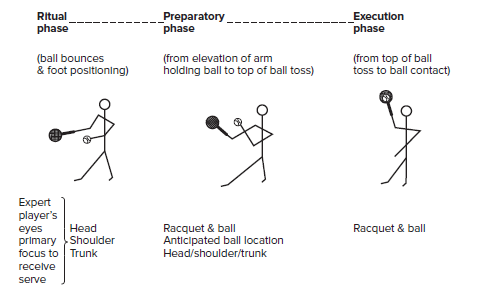 Ritual phase
Preparatory phase
Execution phase
(ball bounces & foot positioning)
(from elevation of arm holding ball to top of ball toss)
(from top of ball toss to ball contact)
Expert player's eyes primary focus to receive serve
Head
Shoulder
Trunk
Racquet & ball
Anticipated ball location
Head/shoulder/trunk
Racquet & ball